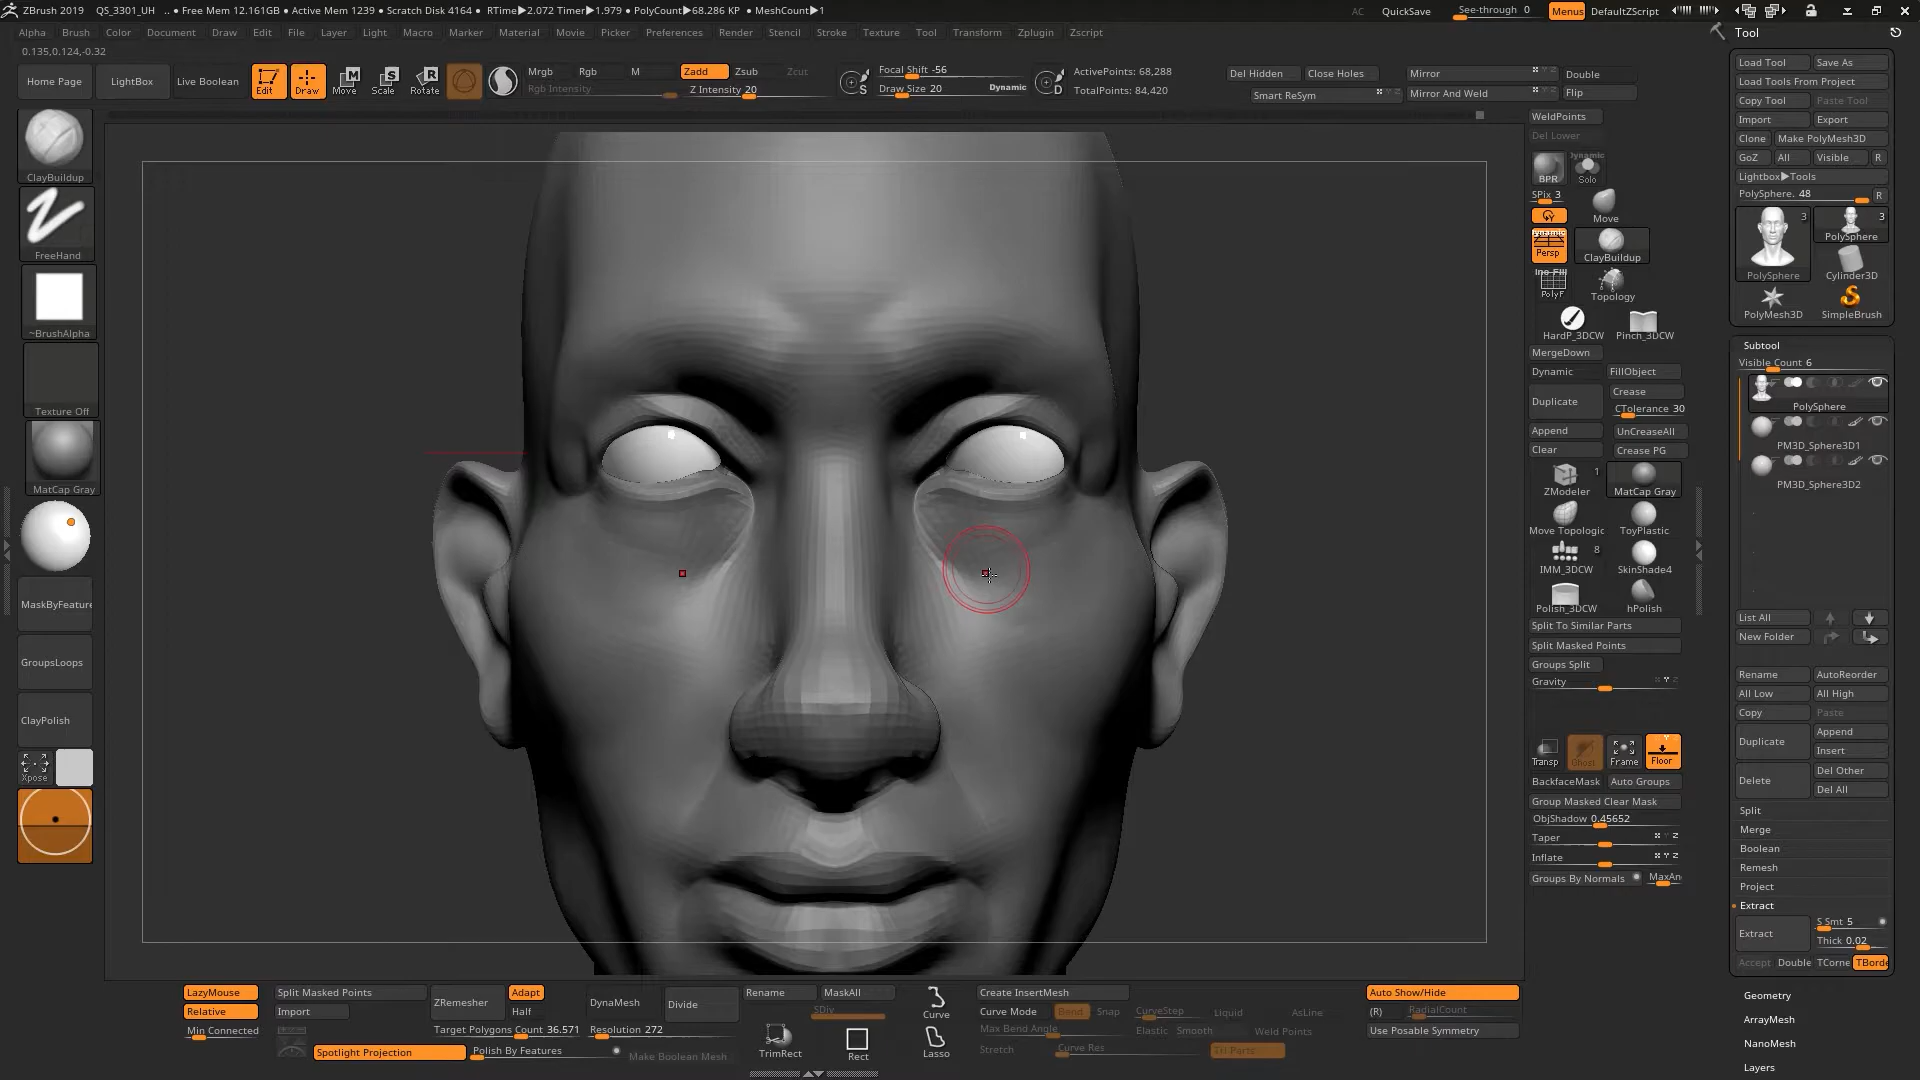 ZBrush 2019 QS_3301_UH .. • Free Mem 12.161GB • Active Mem 1239 • Scratch Disk 4164 • RTime▶2.072 Timer▶1.979 • PolyCount▶68.286 KP • MeshCount▶1
AC QuickSave See-through 0 Menus DefaultZScript
Alpha Brush Color Document Draw Edit File Layer Light Macro Marker Material Movie Picker Preferences Render Stencil Stroke Texture Tool Transform Zplugin Zscript
0.135,0.124,-0.32
Home Page LightBox Live Boolean
Edit Draw Move Scale Rotate
Mrgb Rgb M Zadd Zsub Zcut
Rgb Intensity Z Intensity 20
S Focal Shift -56
Draw Size 20 Dynamic
D ActivePoints: 68,288
TotalPoints: 84,420
Del Hidden Close Holes Mirror Double
Smart ReSym Mirror And Weld Flip
ClayBuildup
FreeHand
~BrushAlpha
Texture Off
MatCap Gray
MaskByFeature
GroupsLoops
ClayPolish
Xpose
WeldPoints
Del Lower
BPR Dynamic Solo
SPix 3
Move
Dynamic Persp ClayBuildup
PolyF Topology
HardP_3DCW Pinch_3DCW
MergeDown
Dynamic FillObject
Duplicate Crease
CTolerance 30
Append UnCreaseAll
Clear Crease PG
ZModeler 1 MatCap Gray
Move Topologic ToyPlastic
IMM_3DCW 8 SkinShade4
Polish_3DCW hPolish
Split To Similar Parts
Split Masked Points
Groups Split
Gravity
Transp Ghost Frame Floor
BackfaceMask Auto Groups
Group Masked Clear Mask
ObjShadow 0.45652
Taper
Inflate
Groups By Normals MaxAn
Tool
Load Tool Save As
Load Tools From Project
Copy Tool Paste Tool
Import Export
Clone Make PolyMesh3D
GoZ All Visible R
Lightbox▶Tools
PolySphere. 48 R
3 3
PolySphere
PolySphere Cylinder3D
PolyMesh3D SimpleBrush
Subtool
Visible Count 6
PolySphere
PM3D_Sphere3D1
PM3D_Sphere3D2
List All
New Folder
Rename AutoReorder
All Low All High
Copy Paste
Duplicate Append
Insert
Delete Del Other
Del All
Split
Merge
Boolean
Remesh
Project
Extract
Extract S Smt 5
Thick 0.02
Accept Double TCorne TBorde
Geometry
ArrayMesh
NanoMesh
Layers
LazyMouse Split Masked Points ZRemesher Adapt DynaMesh Divide Rename MaskAll Curve Create InsertMesh Auto Show/Hide
Relative Import Half SDiv Curve Mode Bend Snap CurveStep Liquid AsLine (R) RadialCount
Min Connected Target Polygons Count 36.571 Resolution 272 Max Bend Angle Elastic Smooth Weld Points Use Posable Symmetry
Spotlight Projection Polish By Features Make Boolean Mesh TrimRect Rect Lasso Stretch Curve Res Tri Parts